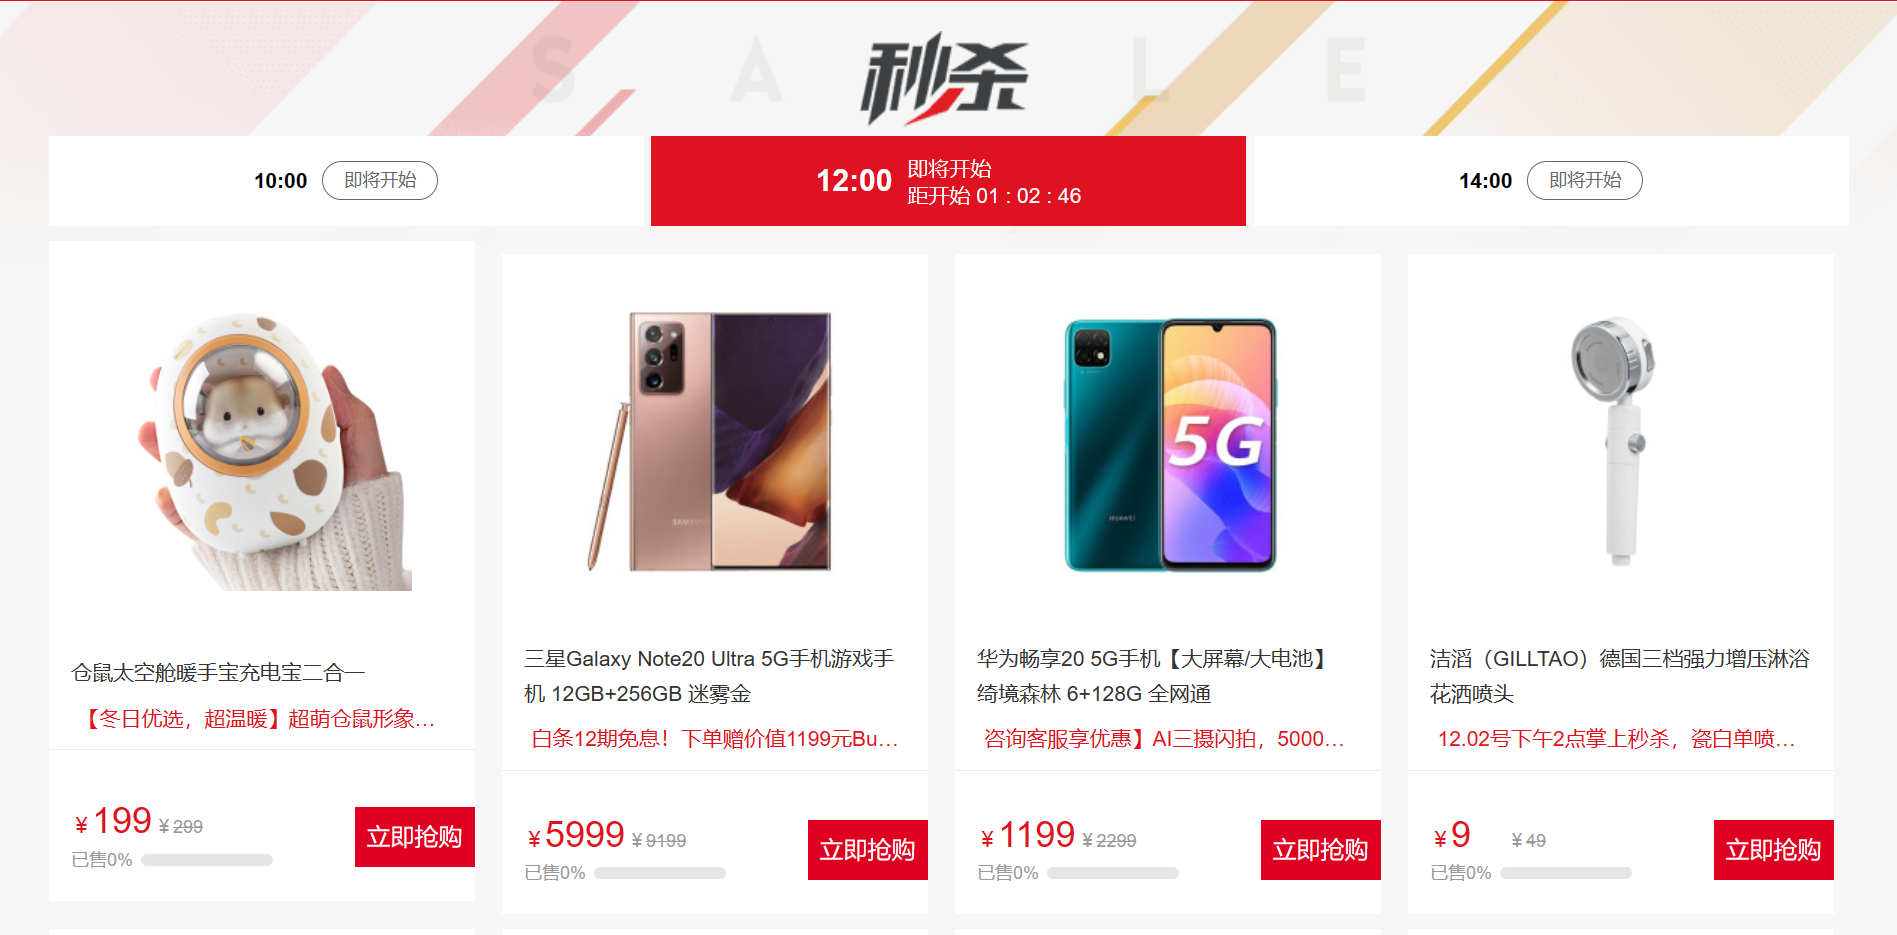 S A L E
秒杀
10:00 即将开始
12:00 即将开始
距开始 01 : 02 : 46
14:00 即将开始
仓鼠太空舱暖手宝充电宝二合一
【冬日优选，超温暖】超萌仓鼠形象...
¥ 199 ¥ 299
已售0%
立即抢购
SAMSUNG
三星Galaxy Note20 Ultra 5G手机游戏手
机 12GB+256GB 迷雾金
白条12期免息！下单赠价值1199元Bu...
¥ 5999 ¥ 9199
已售0%
立即抢购
HUAWEI
5G
华为畅享20 5G手机【大屏幕/大电池】
绮境森林 6+128G 全网通
咨询客服享优惠】AI三摄闪拍，5000...
¥ 1199 ¥ 2299
已售0%
立即抢购
洁滔（GILLTAO）德国三档强力增压淋浴
花洒喷头
12.02号下午2点掌上秒杀，瓷白单喷...
¥ 9 ¥ 49
已售0%
立即抢购